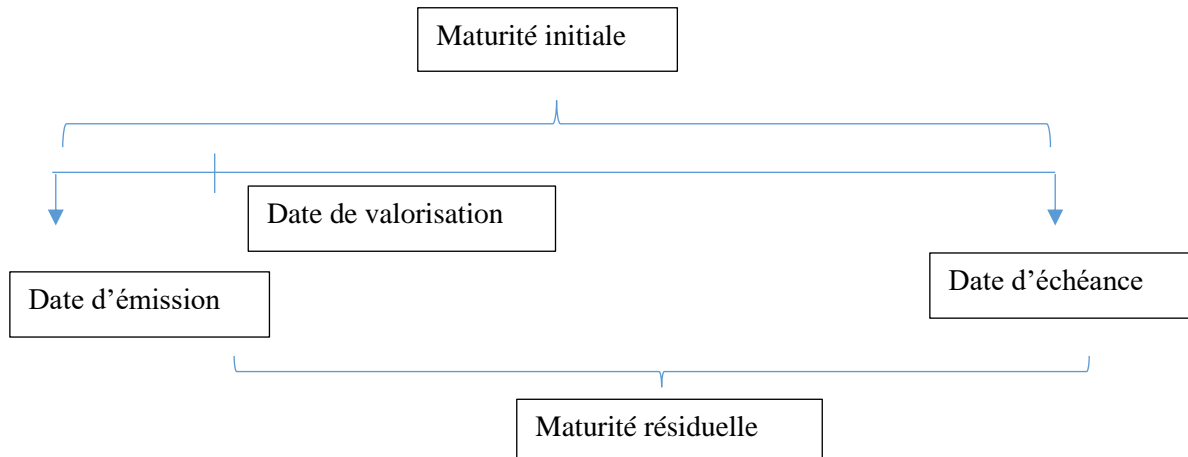 Maturité initiale
Date de valorisation
Date d’émission
Date d’échéance
Maturité résiduelle